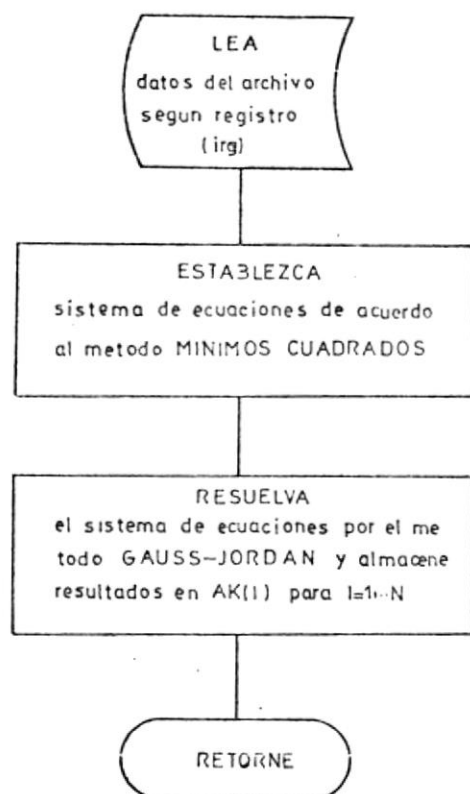 LEA
datos del archivo
segun registro
(irg)
ESTABLEZCA
sistema de ecuaciones de acuerdo
al metodo MINIMOS CUADRADOS
RESUELVA
el sistema de ecuaciones por el me
todo GAUSS-JORDAN y almacene
resultados en AK(I) para I=1,..N
RETORNE